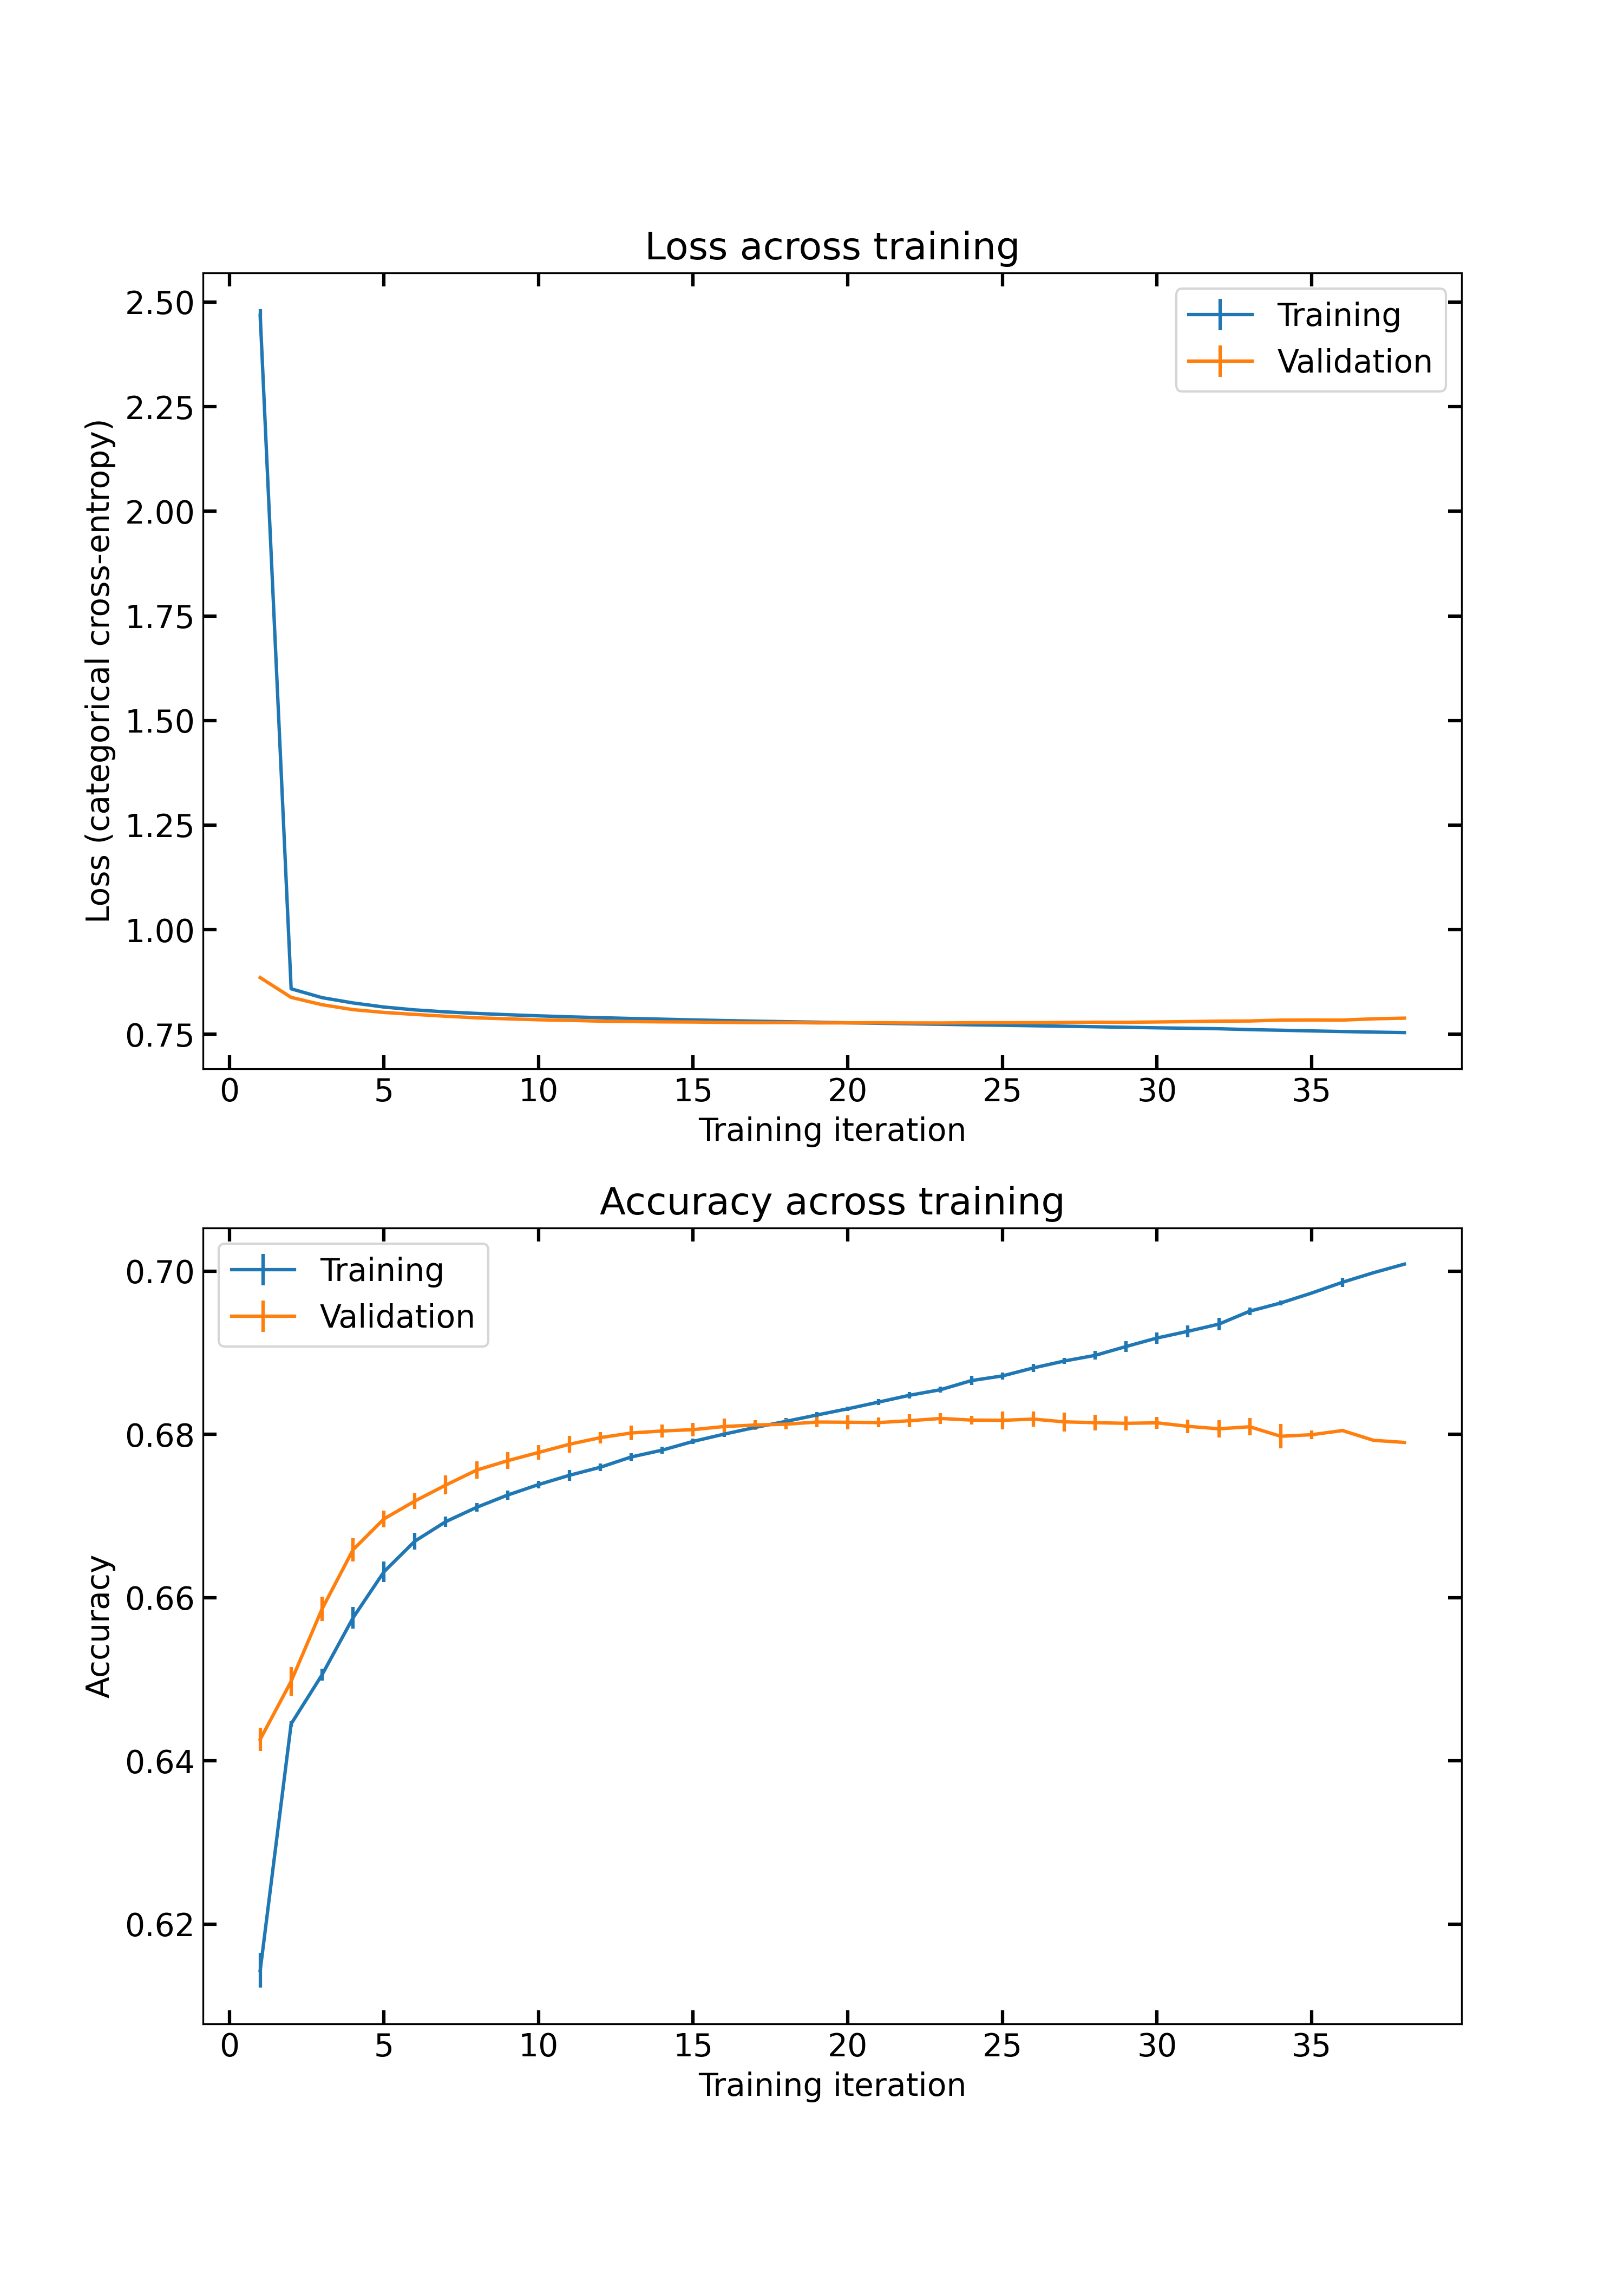 Loss across training
2.50
2.25
2.00
1.75
1.50
1.25
1.00
0.75
Loss (categorical cross-entropy)
Training
Validation
0 5 10 15 20 25 30 35
Training iteration
Accuracy across training
0.70
0.68
0.66
0.64
0.62
Accuracy
Training
Validation
0 5 10 15 20 25 30 35
Training iteration